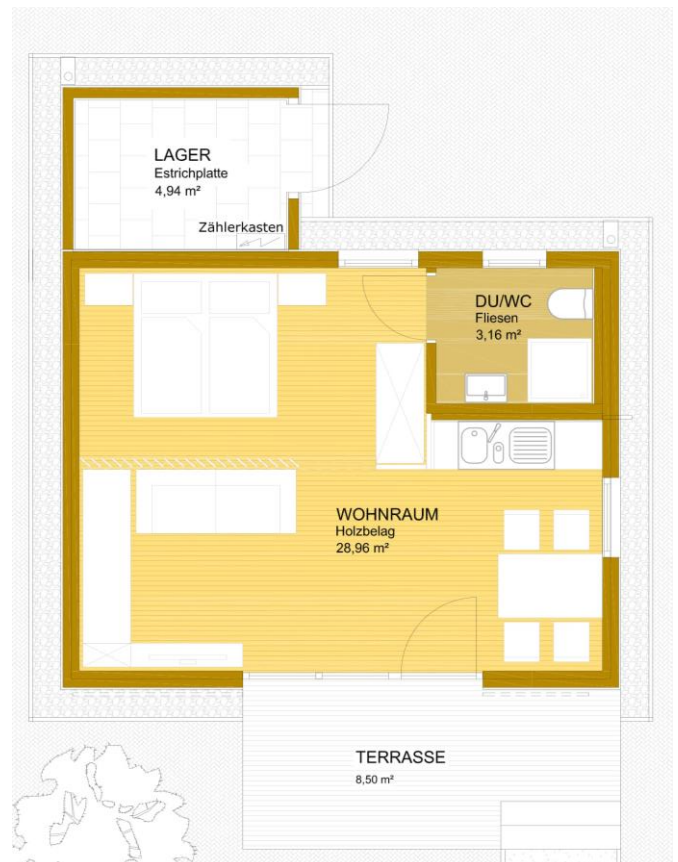 LAGER
Estrichplatte
4,94 m²
Zählerkasten
DU/WC
Fliesen
3,16 m²
WOHNRAUM
Holzbelag
28,96 m²
TERRASSE
8,50 m²